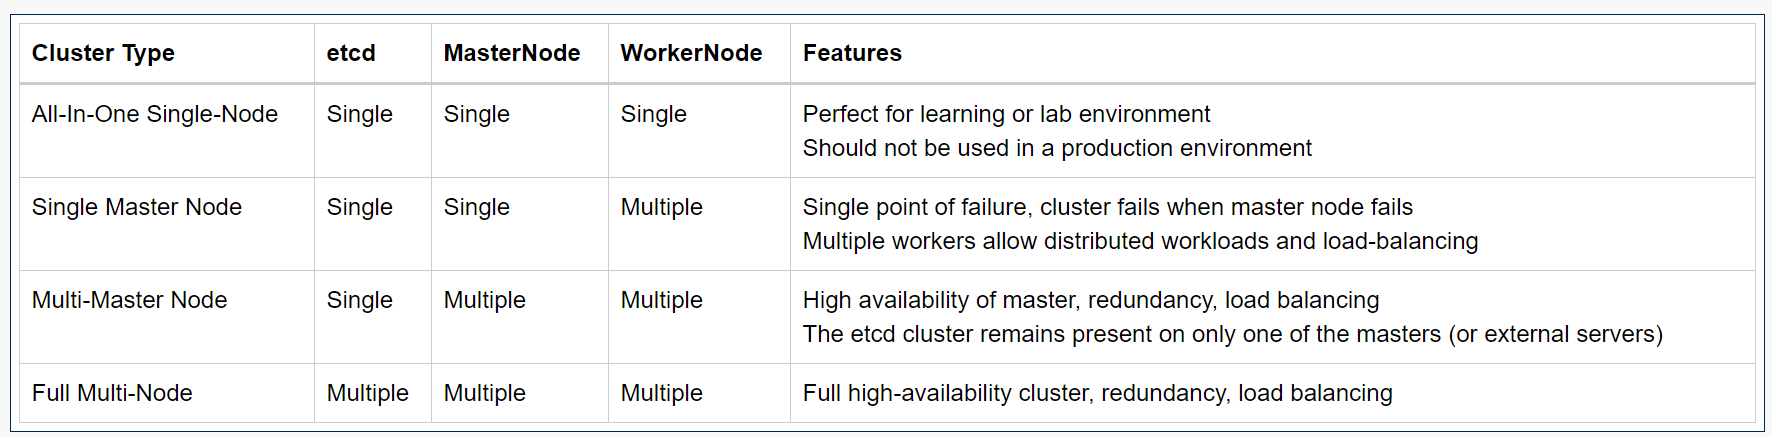 Cluster Type etcd MasterNode WorkerNode Features
All-In-One Single-Node Single Single Single Perfect for learning or lab environment
Should not be used in a production environment
Single Master Node Single Single Multiple Single point of failure, cluster fails when master node fails
Multiple workers allow distributed workloads and load-balancing
Multi-Master Node Single Multiple Multiple High availability of master, redundancy, load balancing
The etcd cluster remains present on only one of the masters (or external servers)
Full Multi-Node Multiple Multiple Multiple Full high-availability cluster, redundancy, load balancing